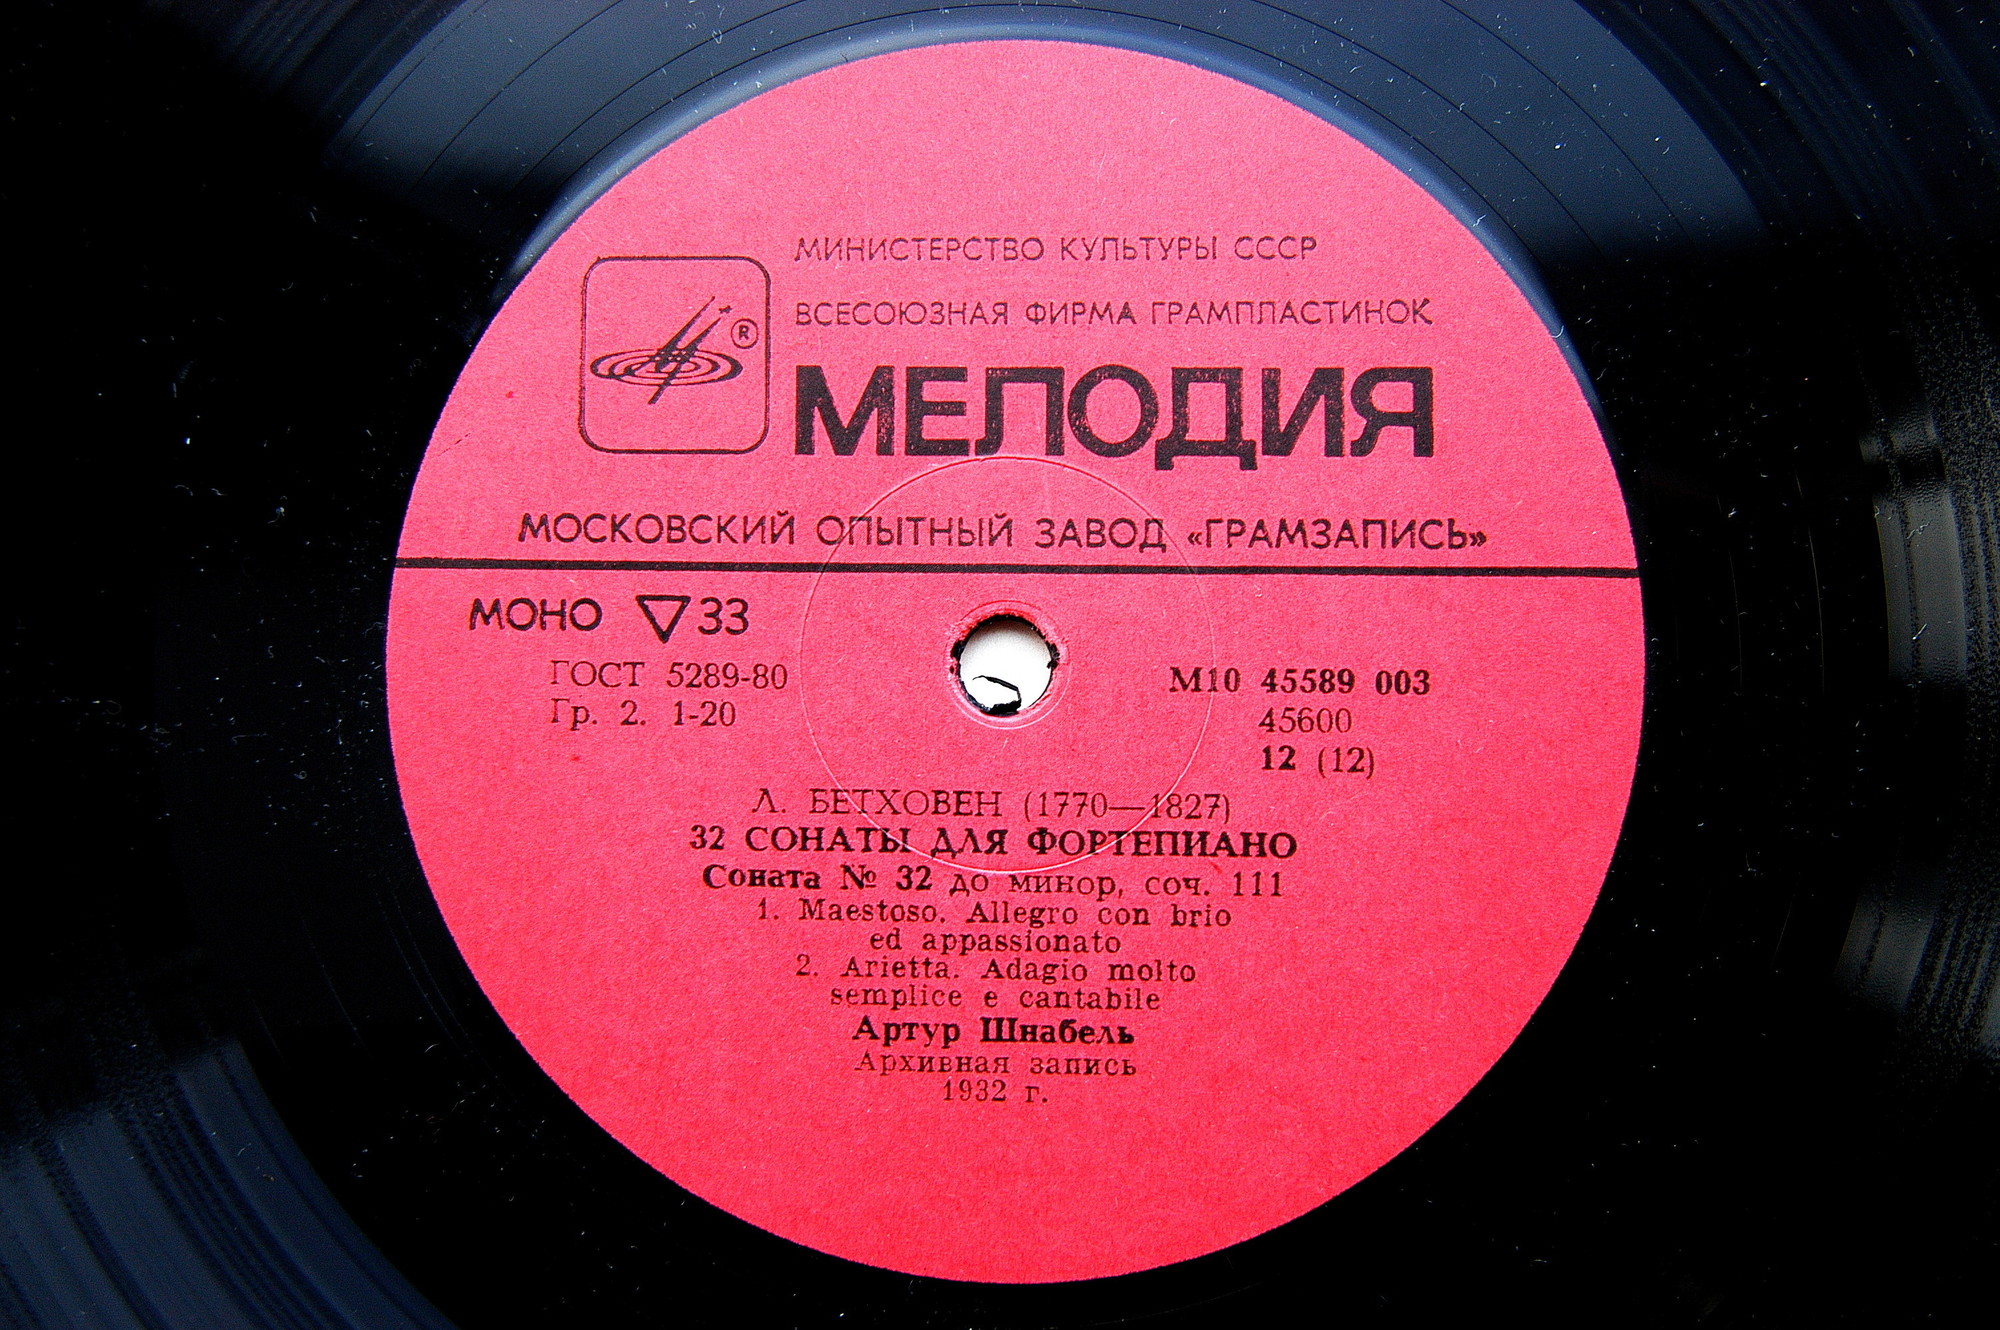 МИНИСТЕРСТВО КУЛЬТУРЫ СССР
ВСЕСОЮЗНАЯ ФИРМА ГРАМПЛАСТИНОК
®
МЕЛОДИЯ
МОСКОВСКИЙ ОПЫТНЫЙ ЗАВОД «ГРАМЗАПИСЬ»
МОНО ▽33
ГОСТ 5289-80
Гр. 2. 1-20
М10 45589 003
45600
12 (12)
Л. БЕТХОВЕН (1770—1827)
32 СОНАТЫ ДЛЯ ФОРТЕПИАНО
Соната № 32 до минор, соч. 111
1. Maestoso. Allegro con brio
ed appassionato
2. Arietta. Adagio molto
semplice e cantabile
Артур Шнабель
Архивная запись
1932 г.